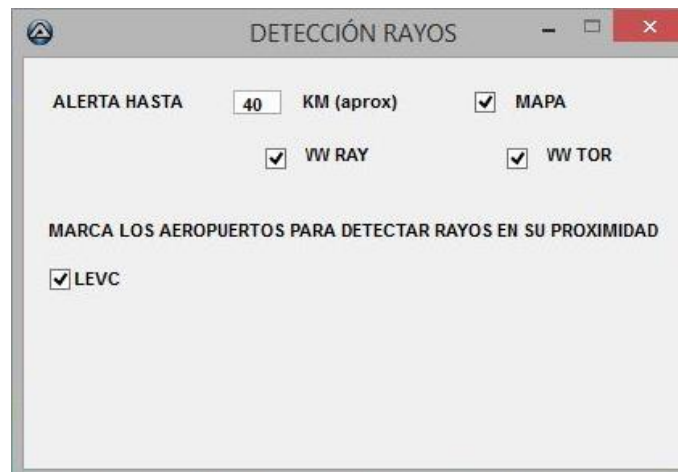 DETECCIÓN RAYOS
ALERTA HASTA 40 KM (aprox) MAPA
VW RAY VW TOR
MARCA LOS AEROPUERTOS PARA DETECTAR RAYOS EN SU PROXIMIDAD
LEVC